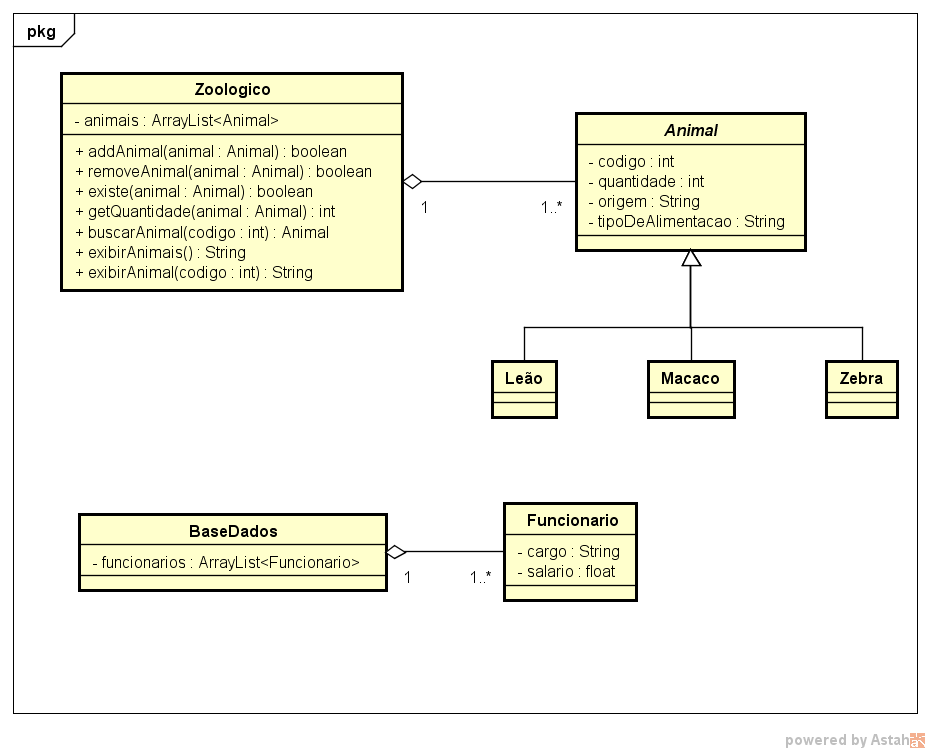 pkg
Zoologico
- animais : ArrayList<Animal>
+ addAnimal(animal : Animal) : boolean
+ removeAnimal(animal : Animal) : boolean
+ existe(animal : Animal) : boolean
+ getQuantidade(animal : Animal) : int
+ buscarAnimal(codigo : int) : Animal
+ exibirAnimais() : String
+ exibirAnimal(codigo : int) : String
1
1..*
Animal
- codigo : int
- quantidade : int
- origem : String
- tipoDeAlimentacao : String
Leão
Macaco
Zebra
BaseDados
- funcionarios : ArrayList<Funcionario>
1
1..*
Funcionario
- cargo : String
- salario : float
powered by Astah